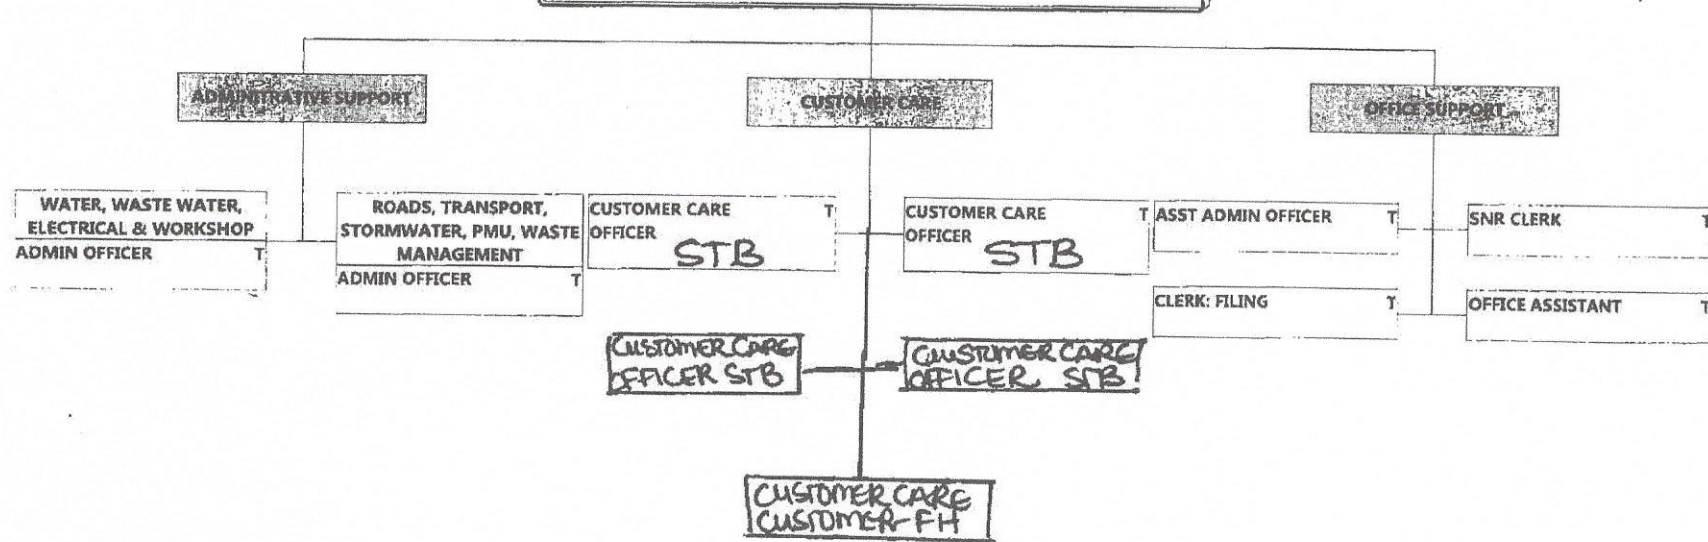 ADMINITRATIVE SUPPORT
CUSTOMER CARE
OFFICE SUPPORT
WATER, WASTE WATER,
ELECTRICAL & WORKSHOP
ADMIN OFFICER T
ROADS, TRANSPORT,
STORMWATER, PMU, WASTE
MANAGEMENT
ADMIN OFFICER T
CUSTOMER CARE T
OFFICER
STB
CUSTOMER CARE T
OFFICER
STB
ASST ADMIN OFFICER T
SNR CLERK T
CLERK: FILING T
OFFICE ASSISTANT T
CUSTOMER CARE
OFFICER STB
CUSTOMER CARE
OFFICER STB
CUSTOMER CARE
CUSTOMER-FH